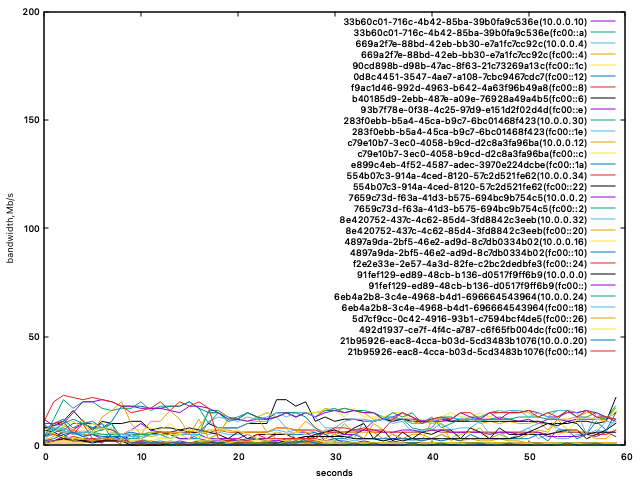 200
150
100
50
0
bandwidth,Mb/s
33b60c01-716c-4b42-85ba-39b0fa9c536e(10.0.0.10)
33b60c01-716c-4b42-85ba-39b0fa9c536e(fc00::a)
669a2f7e-88bd-42eb-bb30-e7a1fc7cc92c(10.0.0.4)
669a2f7e-88bd-42eb-bb30-e7a1fc7cc92c(fc00::4)
90cd898b-d98b-47ac-8f63-21c73269a13c(fc00::1c)
0d8c4451-3547-4ae7-a108-7cbc9467cdc7(fc00::12)
f9ac1d46-992d-4963-b642-4a63f96b49a8(fc00::8)
b40185d9-2ebb-487e-a09e-76928a49a4b5(fc00::6)
93b7f78e-0f38-4c25-97d9-e151d2f02d4d(fc00::e)
283f0ebb-b5a4-45ca-b9c7-6bc01468f423(10.0.0.30)
283f0ebb-b5a4-45ca-b9c7-6bc01468f423(fc00::1e)
c79e10b7-3ec0-4058-b9cd-d2c8a3fa96ba(10.0.0.12)
c79e10b7-3ec0-4058-b9cd-d2c8a3fa96ba(fc00::c)
e899c4eb-4f52-4587-adec-3970e224dcbe(fc00::1a)
554b07c3-914a-4ced-8120-57c2d521fe62(10.0.0.34)
554b07c3-914a-4ced-8120-57c2d521fe62(fc00::22)
7659c73d-f63a-41d3-b575-694bc9b754c5(10.0.0.2)
7659c73d-f63a-41d3-b575-694bc9b754c5(fc00::2)
8e420752-437c-4c62-85d4-3fd8842c3eeb(10.0.0.32)
8e420752-437c-4c62-85d4-3fd8842c3eeb(fc00::20)
4897a9da-2bf5-46e2-ad9d-8c7db0334b02(10.0.0.16)
4897a9da-2bf5-46e2-ad9d-8c7db0334b02(fc00::10)
f2e2e33e-2e57-4a3d-82fe-c2bc2dedbfe3(fc00::24)
91fef129-ed89-48cb-b136-d0517f9ff6b9(10.0.0.0)
91fef129-ed89-48cb-b136-d0517f9ff6b9(fc00::)
6eb4a2b8-3c4e-4968-b4d1-696664543964(10.0.0.24)
6eb4a2b8-3c4e-4968-b4d1-696664543964(fc00::18)
5d7cf9cc-0c42-4916-93b1-c7594bcf4de5(fc00::26)
492d1937-ce7f-4f4c-a787-c6f65fb004dc(fc00::16)
21b95926-eac8-4cca-b03d-5cd3483b1076(10.0.0.20)
21b95926-eac8-4cca-b03d-5cd3483b1076(fc00::14)
0 10 20 30 40 50 60
seconds